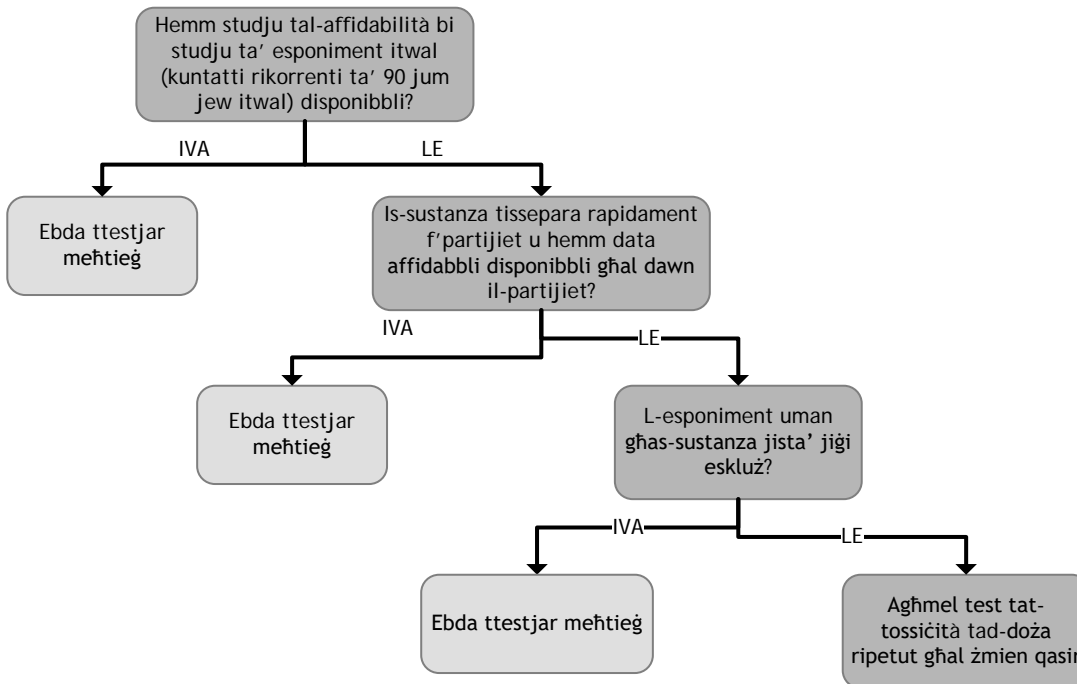 Hemm studju tal-affidabilità bi
studju ta’ esponiment itwal
(kuntatti rikorrenti ta’ 90 jum
jew itwal) disponibbli?
IVA
LE
Ebda ttestjar
meħtieġ
Is-sustanza tissepara rapidament
f’partijiet u hemm data
affidabbli disponibbli għal dawn
il-partijiet?
IVA
LE
Ebda ttestjar
meħtieġ
L-esponiment uman
għas-sustanza jista’ jiġi
eskluż?
IVA
LE
Ebda ttestjar meħtieġ
Agħmel test tat-
tossiċità tad-doża
ripetut għal żmien qasir